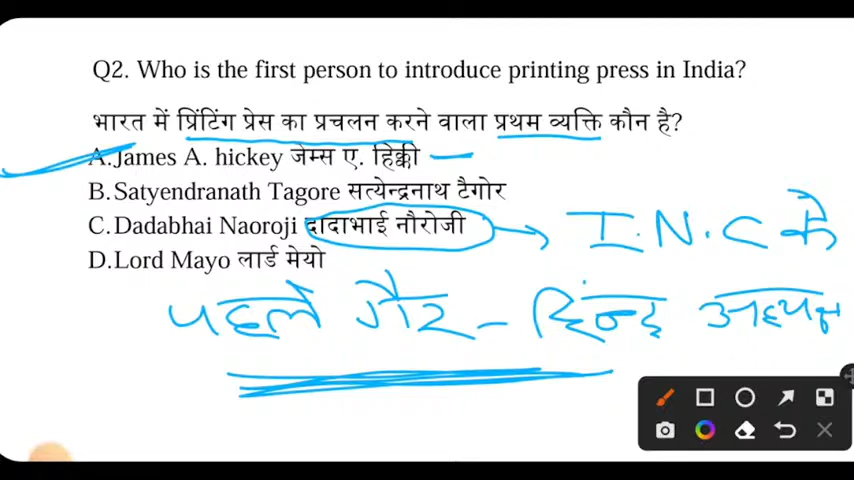 Q2. Who is the first person to introduce printing press in India?
भारत में प्रिंटिंग प्रेस का प्रचलन करने वाला प्रथम व्यक्ति कौन है?
A.James A. hickey जेम्स ए. हिक्की
B.Satyendranath Tagore सत्येन्द्रनाथ टैगोर
C.Dadabhai Naoroji दादाभाई नौरोजी → I.N.C के
D.Lord Mayo लार्ड मेयो
पहले गैर - हिन्दू अध्यक्ष